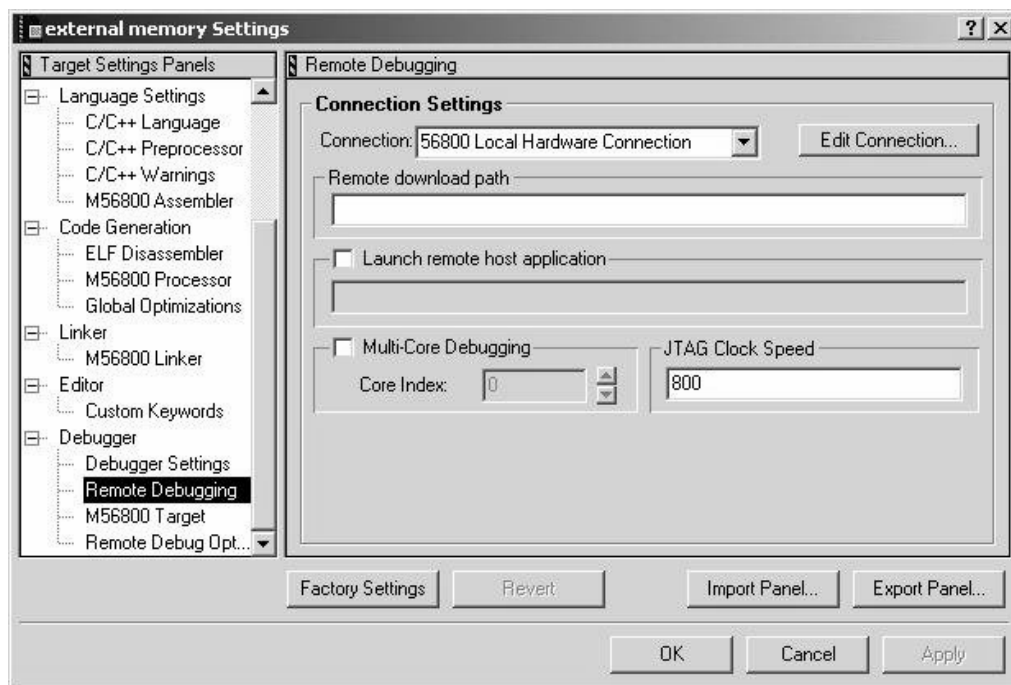 external memory Settings
Target Settings Panels
Language Settings
C/C++ Language
C/C++ Preprocessor
C/C++ Warnings
M56800 Assembler
Code Generation
ELF Disassembler
M56800 Processor
Global Optimizations
Linker
M56800 Linker
Editor
Custom Keywords
Debugger
Debugger Settings
Remote Debugging
M56800 Target
Remote Debug Opt...
Remote Debugging
Connection Settings
Connection: 56800 Local Hardware Connection Edit Connection...
Remote download path
Launch remote host application
Multi-Core Debugging
Core Index: 0
JTAG Clock Speed
800
Factory Settings Revert Import Panel... Export Panel...
OK Cancel Apply